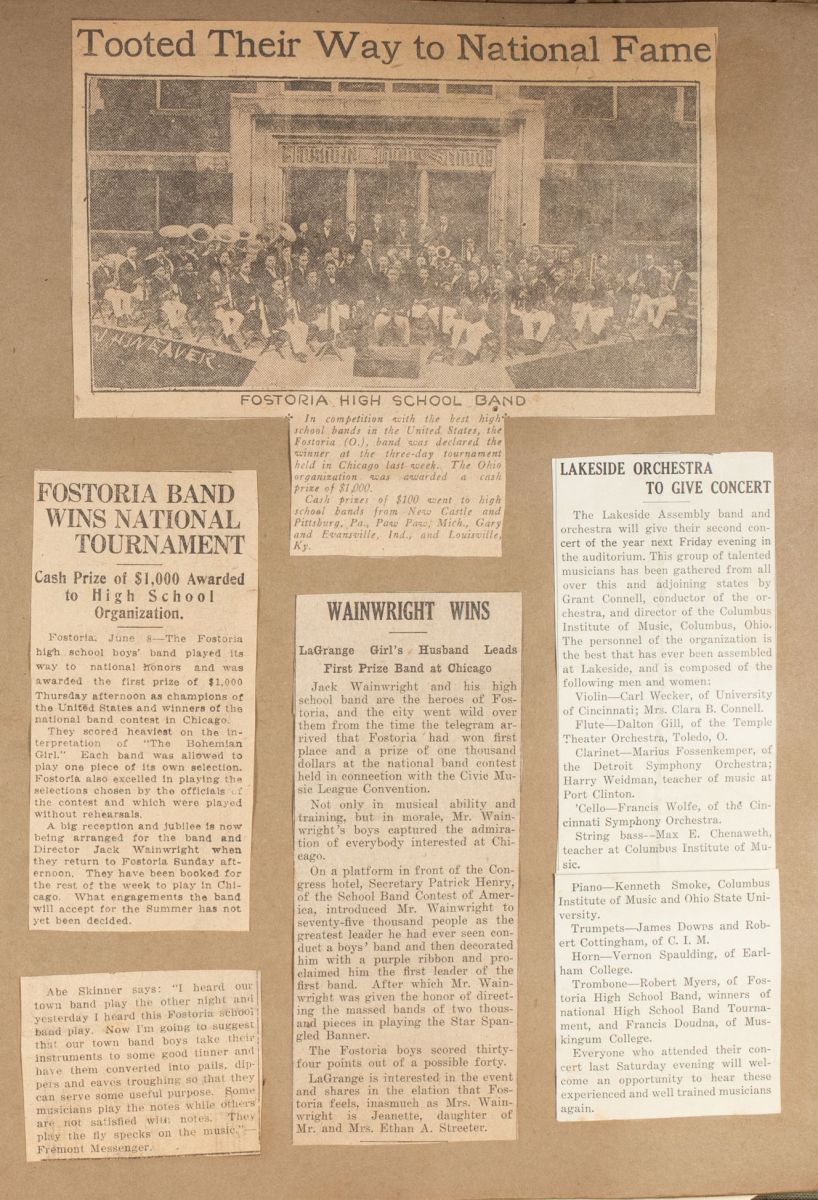 Tooted Their Way to National Fame
Fostoria High School
J.H.WEAVER.
FOSTORIA HIGH SCHOOL BAND
In competition with the best high
school bands in the United States, the
Fostoria (O.), band was declared the
winner at the three-day tournament
held in Chicago last week. The Ohio
organization was awarded a cash
prize of $1,000.
Cash prizes of $100 went to high
school bands from New Castle and
Pittsburg, Pa., Paw Paw, Mich., Gary
and Evansville, Ind., and Louisville,
Ky.
FOSTORIA BAND
WINS NATIONAL
TOURNAMENT
Cash Prize of $1,000 Awarded
to High School
Organization.
Fostoria, June 8—The Fostoria
high school boys' band played its
way to national honors and was
awarded the first prize of $1,000
Thursday afternoon as champions of
the United States and winners of the
national band contest in Chicago.
They scored heaviest on the in-
terpretation of "The Bohemian
Girl." Each band was allowed to
play one piece of its own selection.
Fostoria also excelled in playing the
selections chosen by the officials of
the contest and which were played
without rehearsals.
A big reception and jubilee is now
being arranged for the band and
Director Jack Wainwright when
they return to Fostoria Sunday aft-
ernoon. They have been booked for
the rest of the week to play in Chi-
cago. What engagements the band
will accept for the Summer has not
yet been decided.
Abe Skinner says: "I heard our
town band play the other night and
yesterday I heard this Fostoria school
band play. Now I'm going to suggest
that our town band boys take their
instruments to some good tinner and
have them converted into pails, dip-
pers and eaves troughing so that they
can serve some useful purpose. Some
musicians play the notes while others
are not satisfied with notes. They
play the fly specks on the music."—
Fremont Messenger.
WAINWRIGHT WINS
LaGrange Girl's Husband Leads
First Prize Band at Chicago
Jack Wainwright and his high
school band are the heroes of Fos-
toria, and the city went wild over
them from the time the telegram ar-
rived that Fostoria had won first
place and a prize of one thousand
dollars at the national band contest
held in connection with the Civic Mu-
sic League Convention.
Not only in musical ability and
training, but in morale, Mr. Wain-
wright's boys captured the admira-
tion of everybody interested at Chi-
cago.
On a platform in front of the Con-
gress hotel, Secretary Patrick Henry,
of the School Band Contest of Amer-
ica, introduced Mr. Wainwright to
seventy-five thousand people as the
greatest leader he had ever seen con-
duct a boys' band and then decorated
him with a purple ribbon and pro-
claimed him the first leader of the
first band. After which Mr. Wain-
wright was given the honor of direct-
ing the massed bands of two thous-
and pieces in playing the Star Span-
gled Banner.
The Fostoria boys scored thirty-
four points out of a possible forty.
LaGrange is interested in the event
and shares in the elation that Fos-
toria feels, inasmuch as Mrs. Wain-
wright is Jeanette, daughter of
Mr. and Mrs. Ethan A. Streeter.
LAKESIDE ORCHESTRA
TO GIVE CONCERT
The Lakeside Assembly band and
orchestra will give their second con-
cert of the year next Friday evening in
the auditorium. This group of talented
musicians has been gathered from all
over this and adjoining states by
Grant Connell, conductor of the or-
chestra, and director of the Columbus
Institute of Music, Columbus, Ohio.
The personnel of the organization is
the best that has ever been assembled
at Lakeside, and is composed of the
following men and women:
Violin—Carl Wecker, of University
of Cincinnati; Mrs. Clara B. Connell.
Flute—Dalton Gill, of the Temple
Theater Orchestra, Toledo, O.
Clarinet—Marius Fossenkemper, of
the Detroit Symphony Orchestra;
Harry Weidman, teacher of music at
Port Clinton.
'Cello—Francis Wolfe, of the Cin-
cinnati Symphony Orchestra.
String bass--Max E. Chenaweth,
teacher at Columbus Institute of Mu-
sic.
Piano—Kenneth Smoke, Columbus
Institute of Music and Ohio State Uni-
versity.
Trumpets—James Downs and Rob-
ert Cottingham, of C. I. M.
Horn—Vernon Spaulding, of Earl-
ham College.
Trombone—Robert Myers, of Fos-
toria High School Band, winners of
national High School Band Tourna-
ment, and Francis Doudna, of Mus-
kingum College.
Everyone who attended their con-
cert last Saturday evening will wel-
come an opportunity to hear these
experienced and well trained musicians
again.